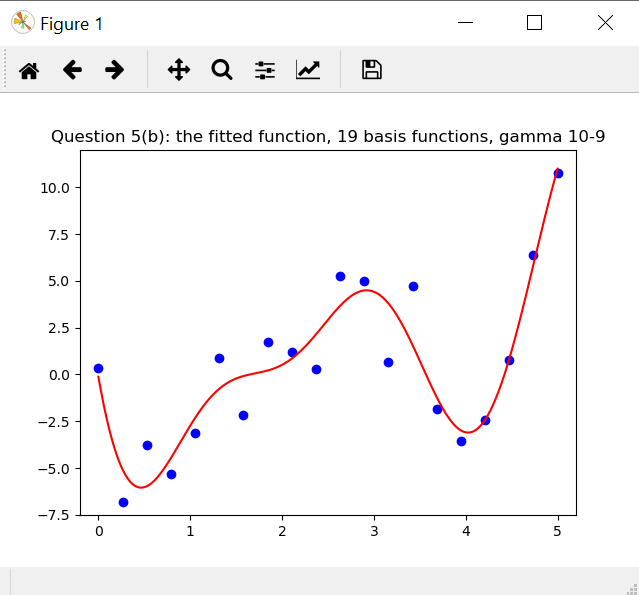 Figure 1
Question 5(b): the fitted function, 19 basis functions, gamma 10-9
10.0
7.5
5.0
2.5
0.0
−2.5
−5.0
−7.5
0 1 2 3 4 5